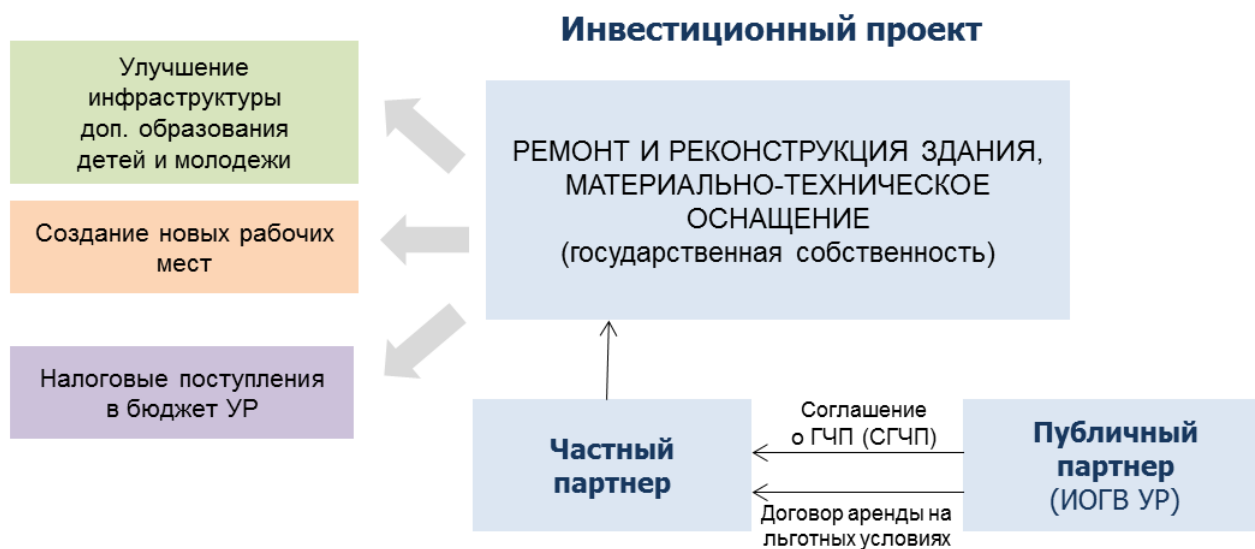 Инвестиционный проект
Улучшение
инфраструктуры
доп. образования
детей и молодежи
Создание новых рабочих
мест
Налоговые поступления
в бюджет УР
РЕМОНТ И РЕКОНСТРУКЦИЯ ЗДАНИЯ,
МАТЕРИАЛЬНО-ТЕХНИЧЕСКОЕ
ОСНАЩЕНИЕ
(государственная собственность)
Частный
партнер
Соглашение
о ГЧП (СГЧП)
Договор аренды на
льготных условиях
Публичный
партнер
(ИОГВ УР)